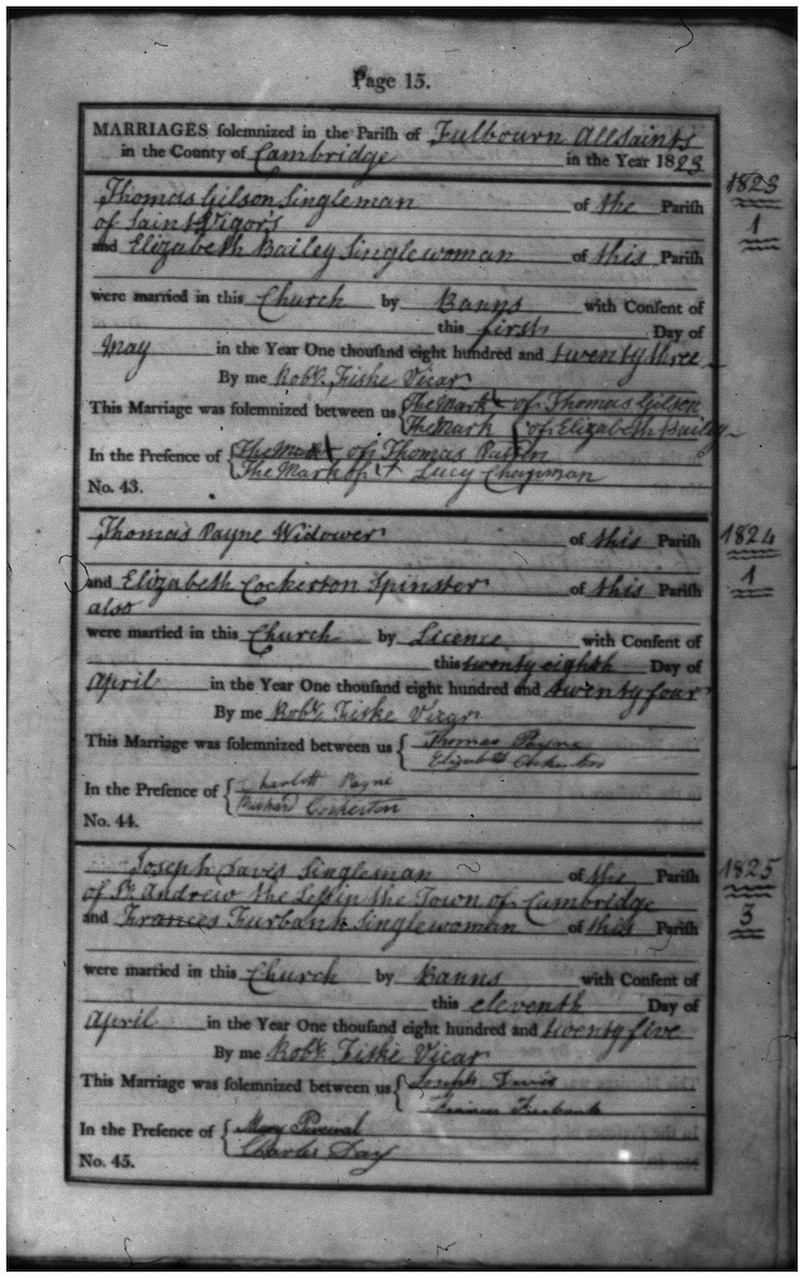 Page 15.
MARRIAGES solemnized in the Parish of Fulbourn Allsaints
in the County of Cambridge in the Year 1823
1823
1
Thomas Gilson Singleman of the Parish
of Saint Vigor's
and Elizabeth Bailey Singlewoman of this Parish
were married in this Church by Banns with Consent of
this first Day of
May in the Year One thousand eight hundred and twenty three
By me Robt. Fiske Vicar
This Marriage was solemnized between us The Mark of Thomas Gilson
The Mark of Elizabeth Bailey
In the Presence of The Mark of Thomas
The Mark of + Lucy Chapman
No. 43.
1824
1
Thomas Payne Widower of this Parish
and Elizabeth Cockerton Spinster of this Parish
also
were married in this Church by Licence with Consent of
this twenty eighth Day of
April in the Year One thousand eight hundred and twenty four
By me Robt. Fiske Vicar
This Marriage was solemnized between us Thomas Payne
Elizabeth Cockerton
In the Presence of Charlott Payne
Richard Cockerton
No. 44.
1825
3
Joseph Davis Singleman of the Parish
of St. Andrew the Less in the Town of Cambridge
and Frances Furbank Singlewoman of this Parish
were married in this Church by Banns with Consent of
this eleventh Day of
April in the Year One thousand eight hundred and twenty five
By me Robt. Fiske Vicar
This Marriage was solemnized between us Joseph Davis
Frances Furbank
In the Presence of Mary Percival
Charles Day
No. 45.